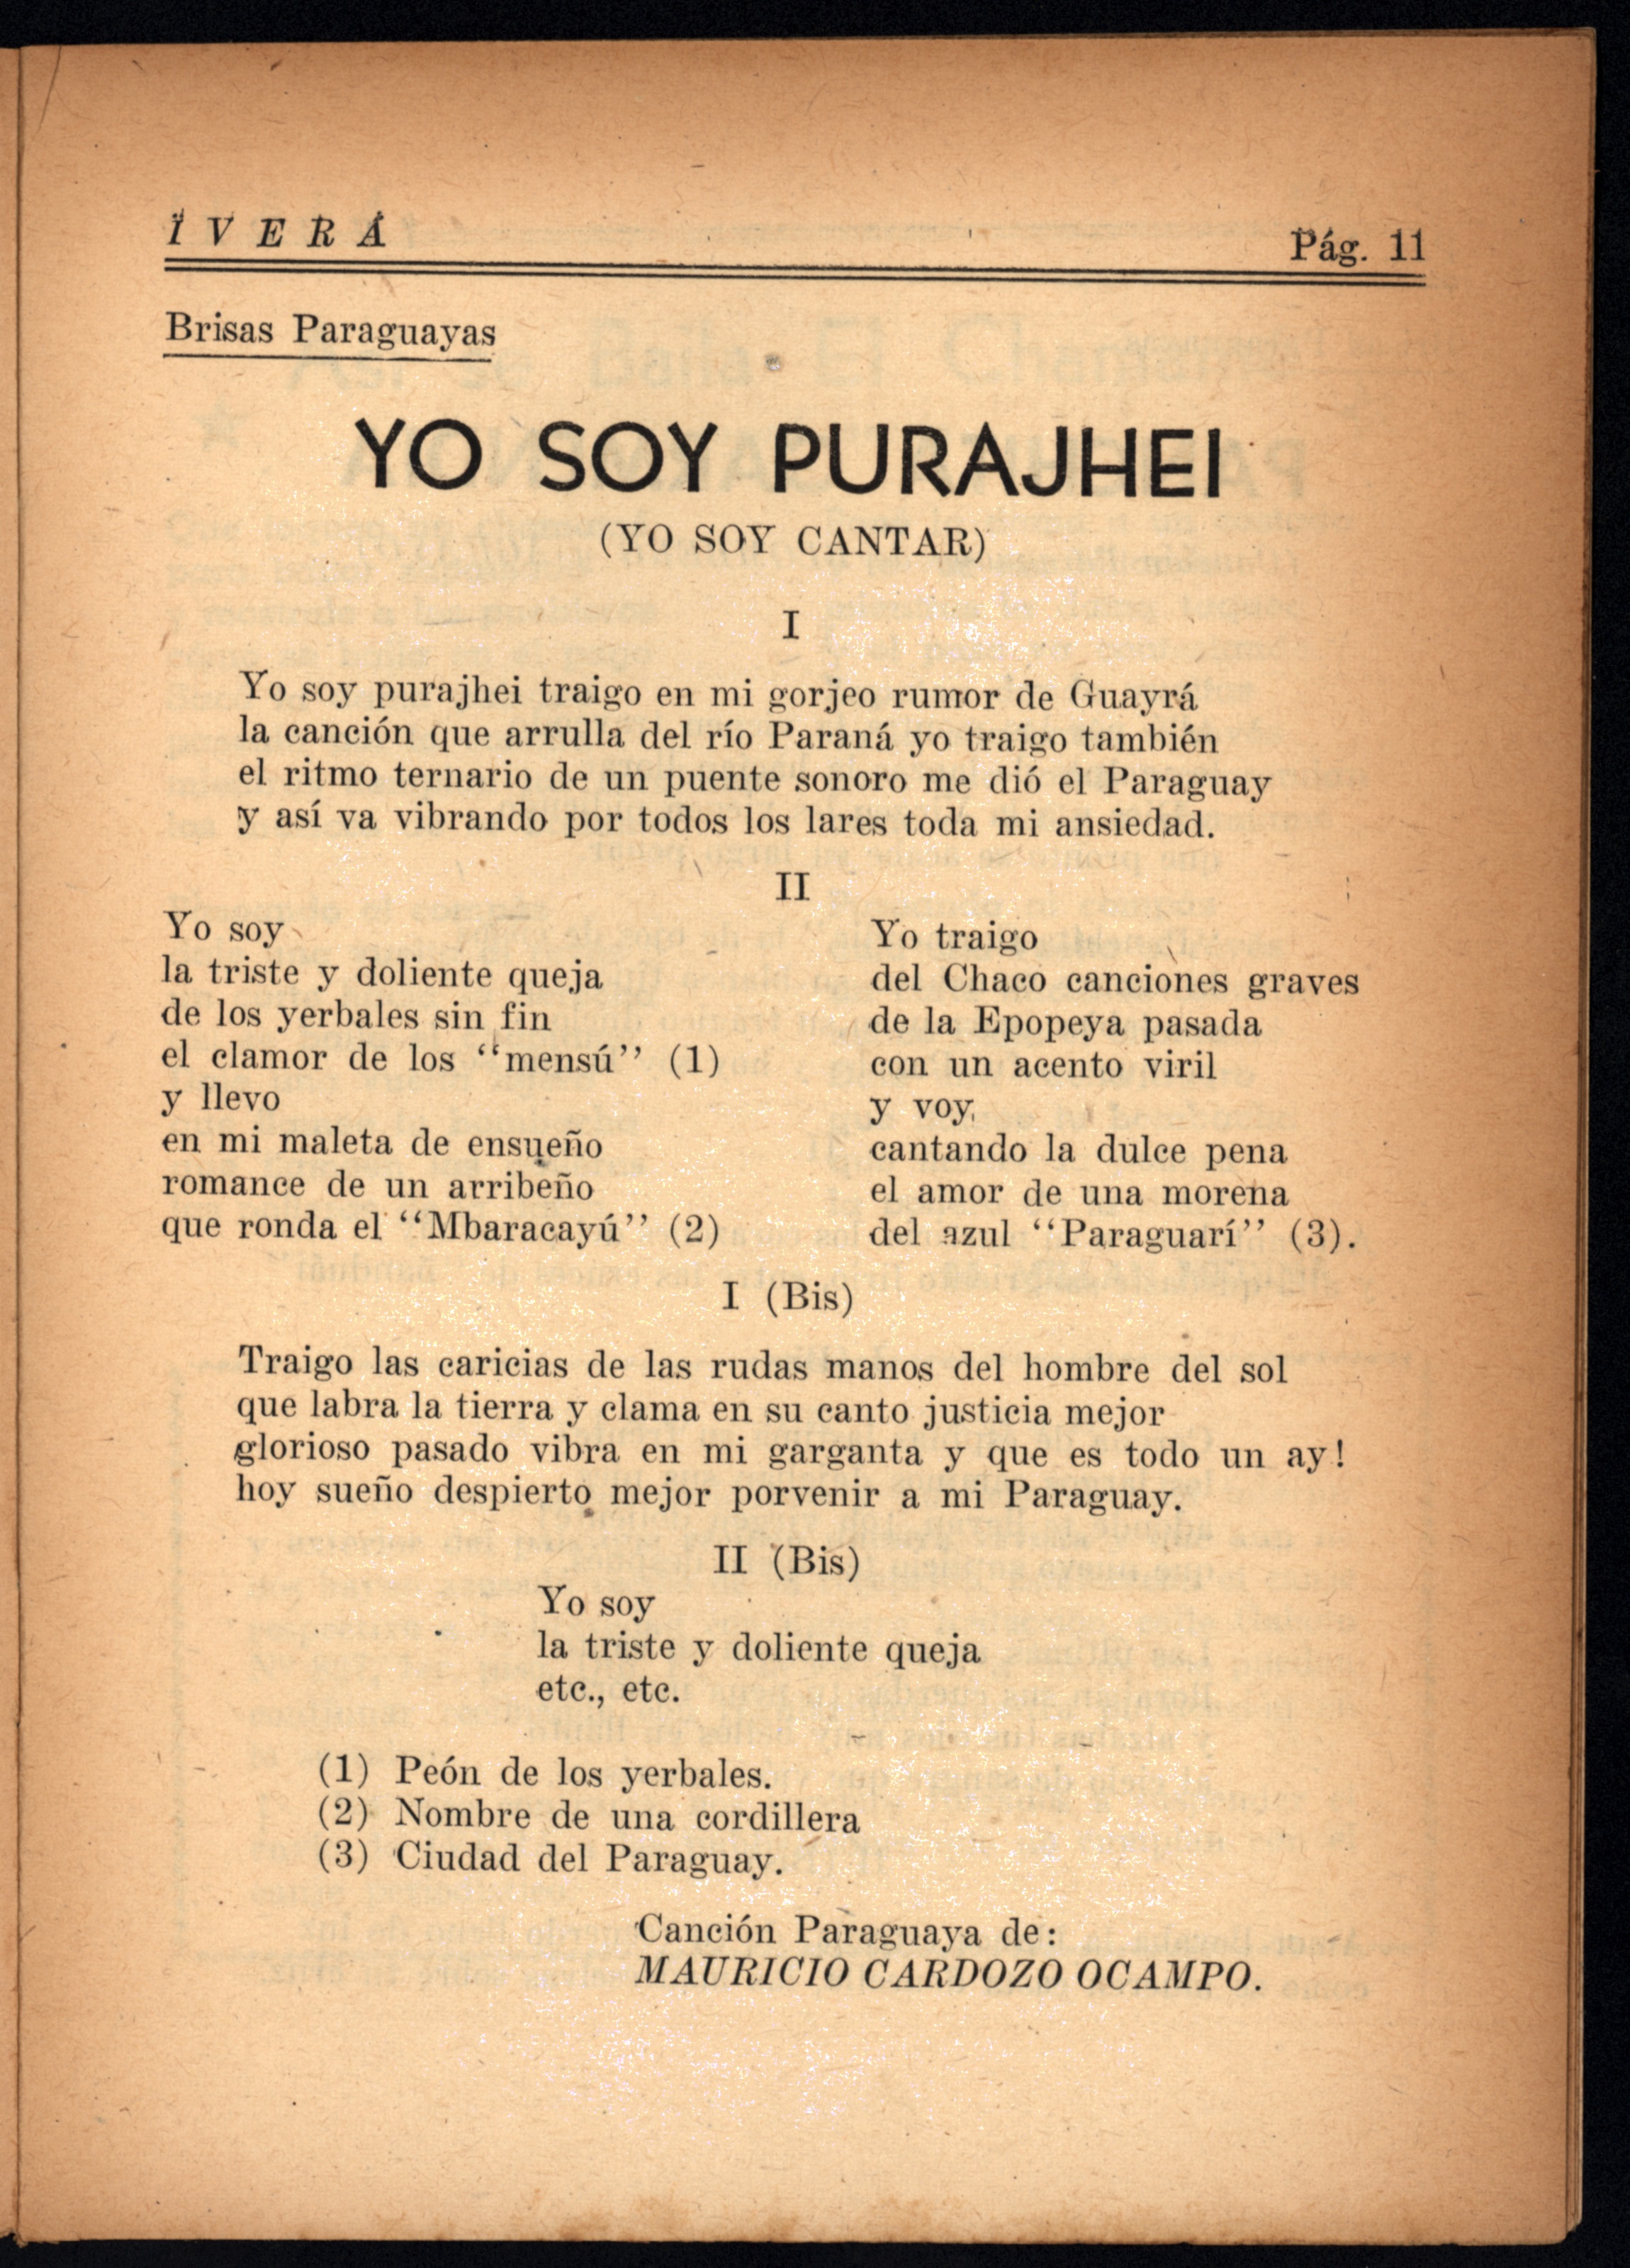 ÏVERÁ
Pág. 11
Brisas Paraguayas
YO SOY PURAJHEI
(YO SOY CANTAR)
I
Yo soy purajhei traigo en mi gorjeo rumor de Guayrá
la canción que arrulla del río Paraná yo traigo también
el ritmo ternario de un puente sonoro me dió el Paraguay
y así va vibrando por todos los lares toda mi ansiedad.
II
Yo soy
la triste y doliente queja
de los yerbales sin fin
el clamor de los "mensú" (1)
y llevo
en mi maleta de ensueño
romance de un arribeño
que ronda el "Mbaracayú" (2)
Yo traigo
del Chaco canciones graves
de la Epopeya pasada
con un acento viril
y voy,
cantando la dulce pena
el amor de una morena
del azul "Paraguarí" (3).
I (Bis)
Traigo las caricias de las rudas manos del hombre del sol
que labra la tierra y clama en su canto justicia mejor
glorioso pasado vibra en mi garganta y que es todo un ay!
hoy sueño despierto mejor porvenir a mi Paraguay.
II (Bis)
Yo soy
la triste y doliente queja
etc., etc.
(1) Peón de los yerbales.
(2) Nombre de una cordillera
(3) Ciudad del Paraguay.
Canción Paraguaya de:
MAURICIO CARDOZO OCAMPO.